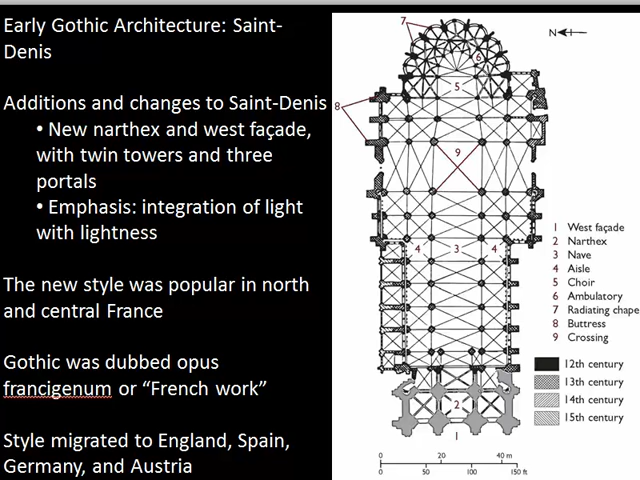 Early Gothic Architecture: Saint-
Denis
Additions and changes to Saint-Denis
• New narthex and west façade,
with twin towers and three
portals
• Emphasis: integration of light
with lightness
The new style was popular in north
and central France
Gothic was dubbed opus
francigenum or “French work”
Style migrated to England, Spain,
Germany, and Austria
7
N
6
5
8
9
4 3 4
2
1
1 West façade
2 Narthex
3 Nave
4 Aisle
5 Choir
6 Ambulatory
7 Radiating chape
8 Buttress
9 Crossing
12th century
13th century
14th century
15th century
0 20 40 m
0 50 100 150 ft